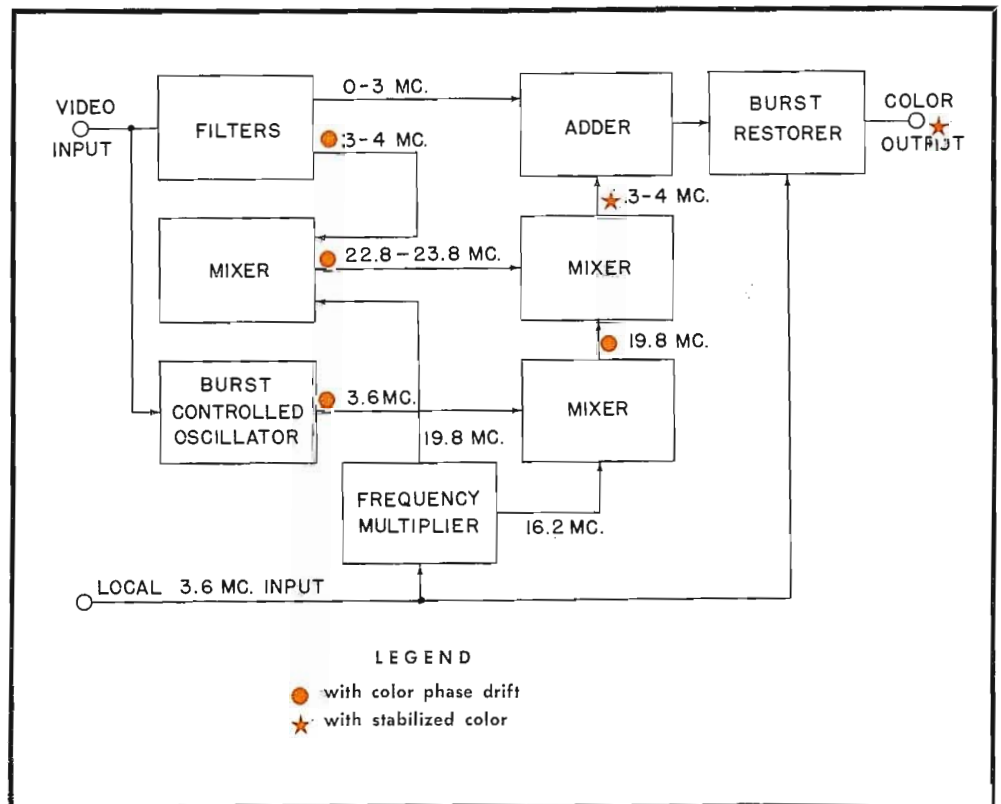 VIDEO
INPUT
FILTERS
0-3 MC.
3-4 MC.
ADDER
BURST
RESTORER
COLOR
OUTPUT
MIXER
22.8-23.8 MC.
3-4 MC.
MIXER
19.8 MC.
BURST
CONTROLLED
OSCILLATOR
3.6 MC.
MIXER
19.8 MC.
FREQUENCY
MULTIPLIER
16.2 MC.
LOCAL 3.6 MC. INPUT
LEGEND
with color phase drift
with stabilized color